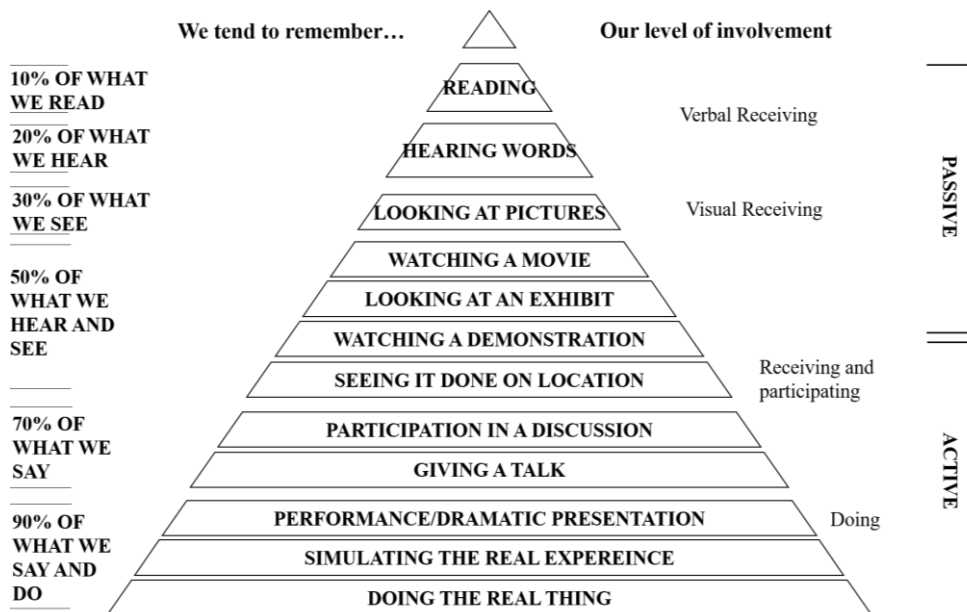 We tend to remember…
Our level of involvement
10% OF WHAT
WE READ
READING
Verbal Receiving
20% OF WHAT
WE HEAR
HEARING WORDS
30% OF WHAT
WE SEE
LOOKING AT PICTURES
Visual Receiving
PASSIVE
50% OF
WHAT WE
HEAR AND
SEE
WATCHING A MOVIE
LOOKING AT AN EXHIBIT
WATCHING A DEMONSTRATION
SEEING IT DONE ON LOCATION
Receiving and
participating
70% OF
WHAT WE
SAY
PARTICIPATION IN A DISCUSSION
GIVING A TALK
ACTIVE
90% OF
WHAT WE
SAY AND
DO
PERFORMANCE/DRAMATIC PRESENTATION
Doing
SIMULATING THE REAL EXPEREINCE
DOING THE REAL THING